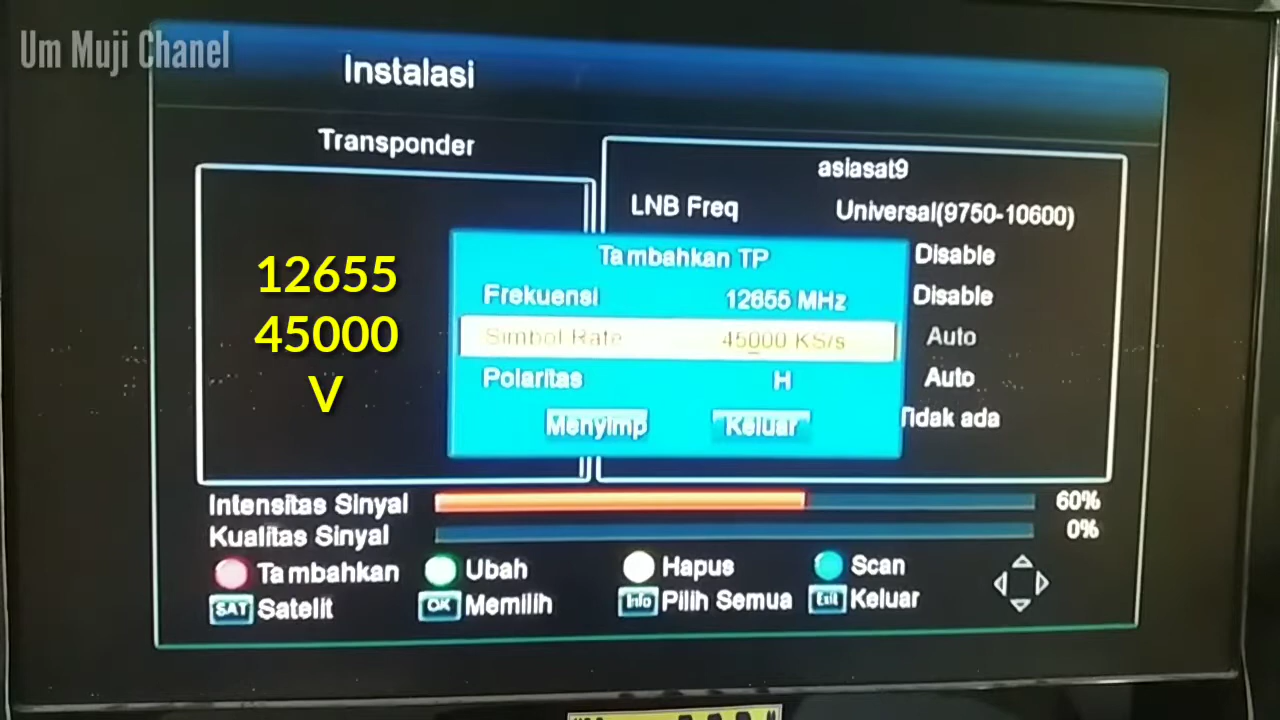 Um Muji Chanel
Instalasi
Transponder
asiasat9
LNB Freq Universal(9750-10600)
Disable
Disable
Auto
Auto
Tidak ada
12655
45000
V
Tambahkan TP
Frekuensi 12655 MHz
Simbol Rate 45000 KS/s
Polaritas H
Menyimp Keluar
Intensitas Sinyal 60%
Kualitas Sinyal 0%
Tambahkan Ubah Hapus Scan
SAT Satelit OK Memilih Info Pilih Semua Exit Keluar